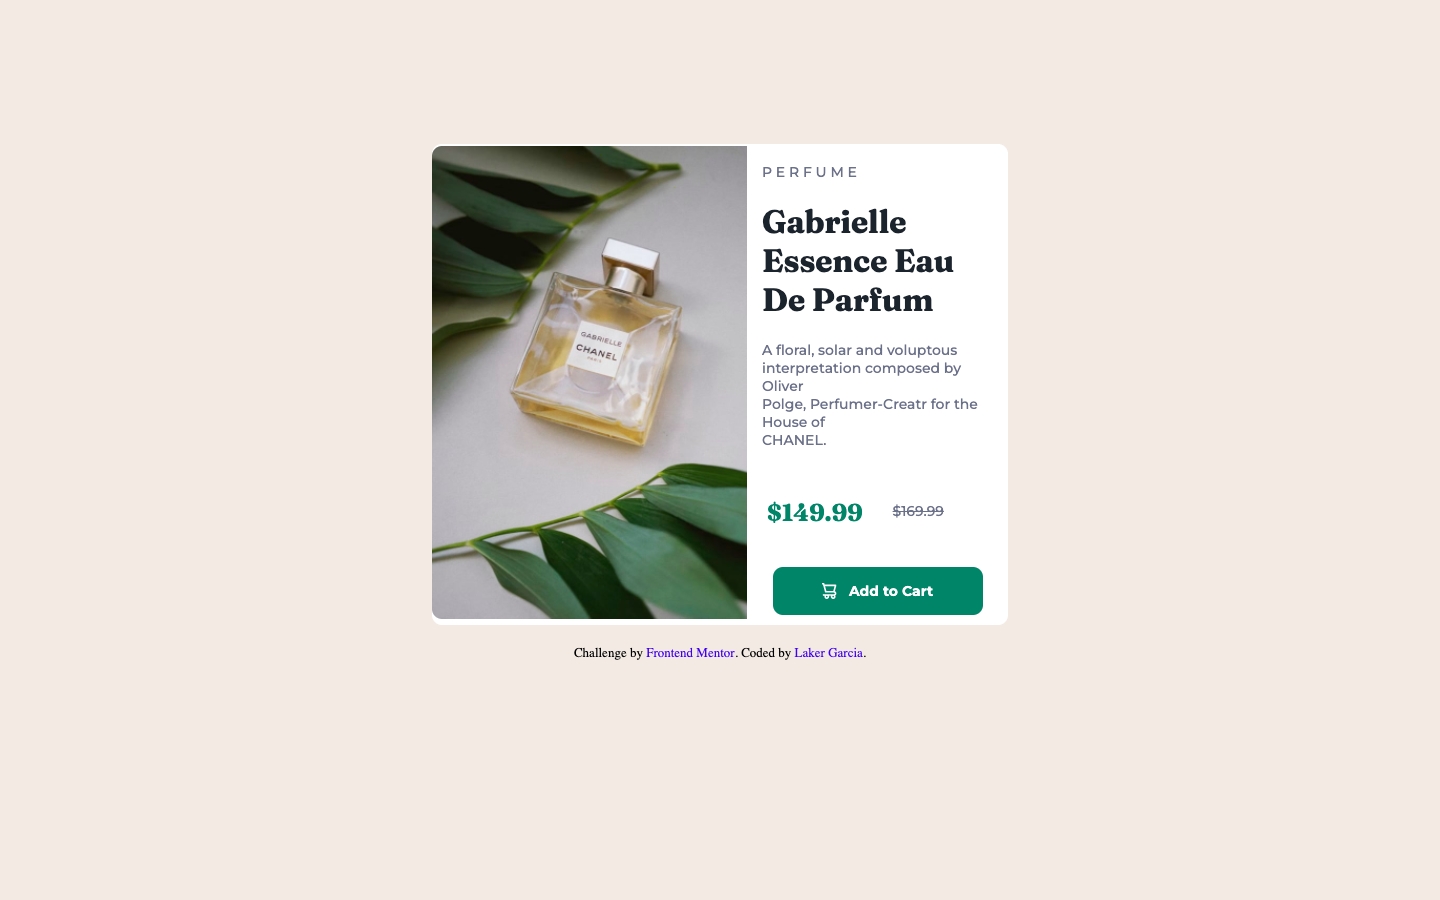 PERFUME
Gabrielle
Essence Eau
De Parfum
GABRIELLE
CHANEL
PARIS
A floral, solar and voluptous
interpretation composed by
Oliver
Polge, Perfumer-Creatr for the
House of
CHANEL.
$149.99 $169.99
Add to Cart
Challenge by Frontend Mentor. Coded by Laker Garcia.